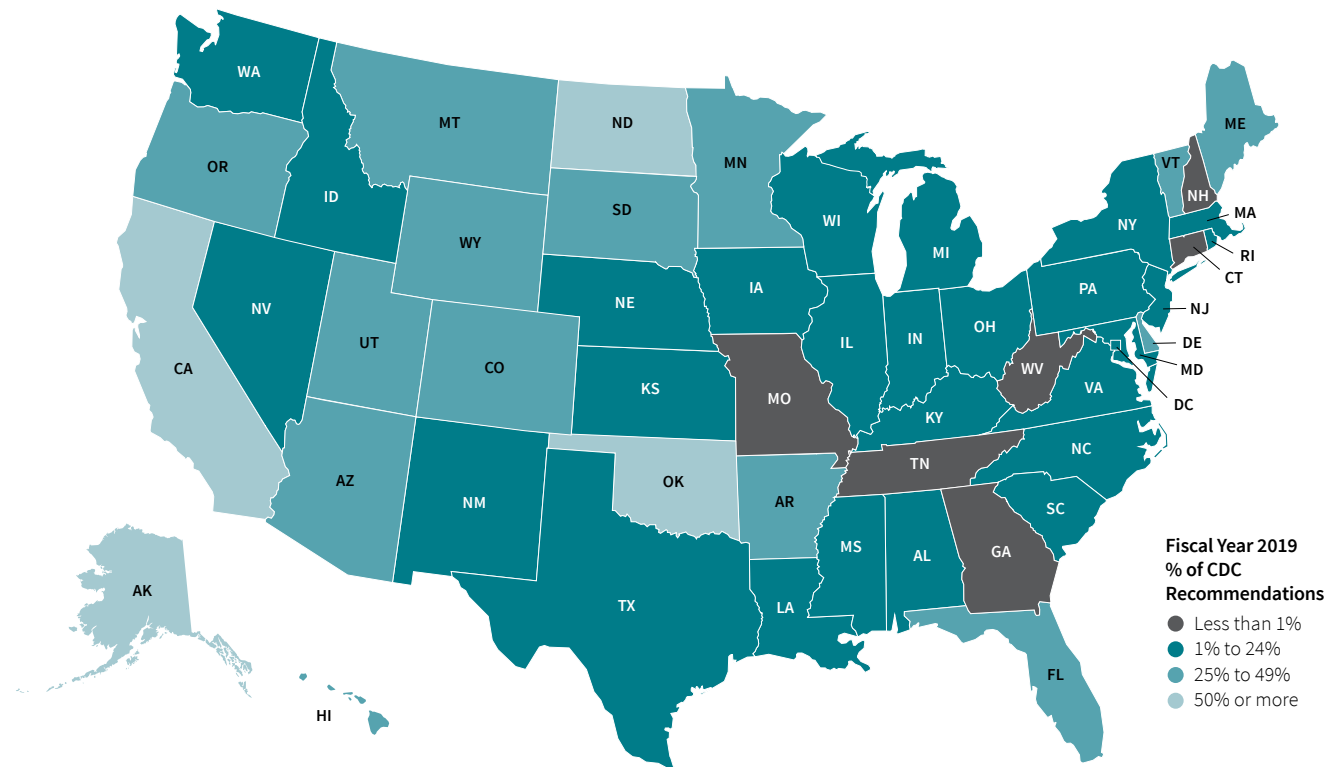 WA
MT
ND
MN
ME
VT
NH
OR
ID
SD
WI
NY
MA
WY
MI
RI
CT
IA
PA
NV
NE
NJ
UT
CO
IL
IN
OH
DE
CA
WV
MD
KS
MO
VA
DC
KY
AZ
NM
OK
TN
NC
AR
SC
MS
AL
GA
AK
TX
LA
FL
HI
Fiscal Year 2019
% of CDC
Recommendations
Less than 1%
1% to 24%
25% to 49%
50% or more